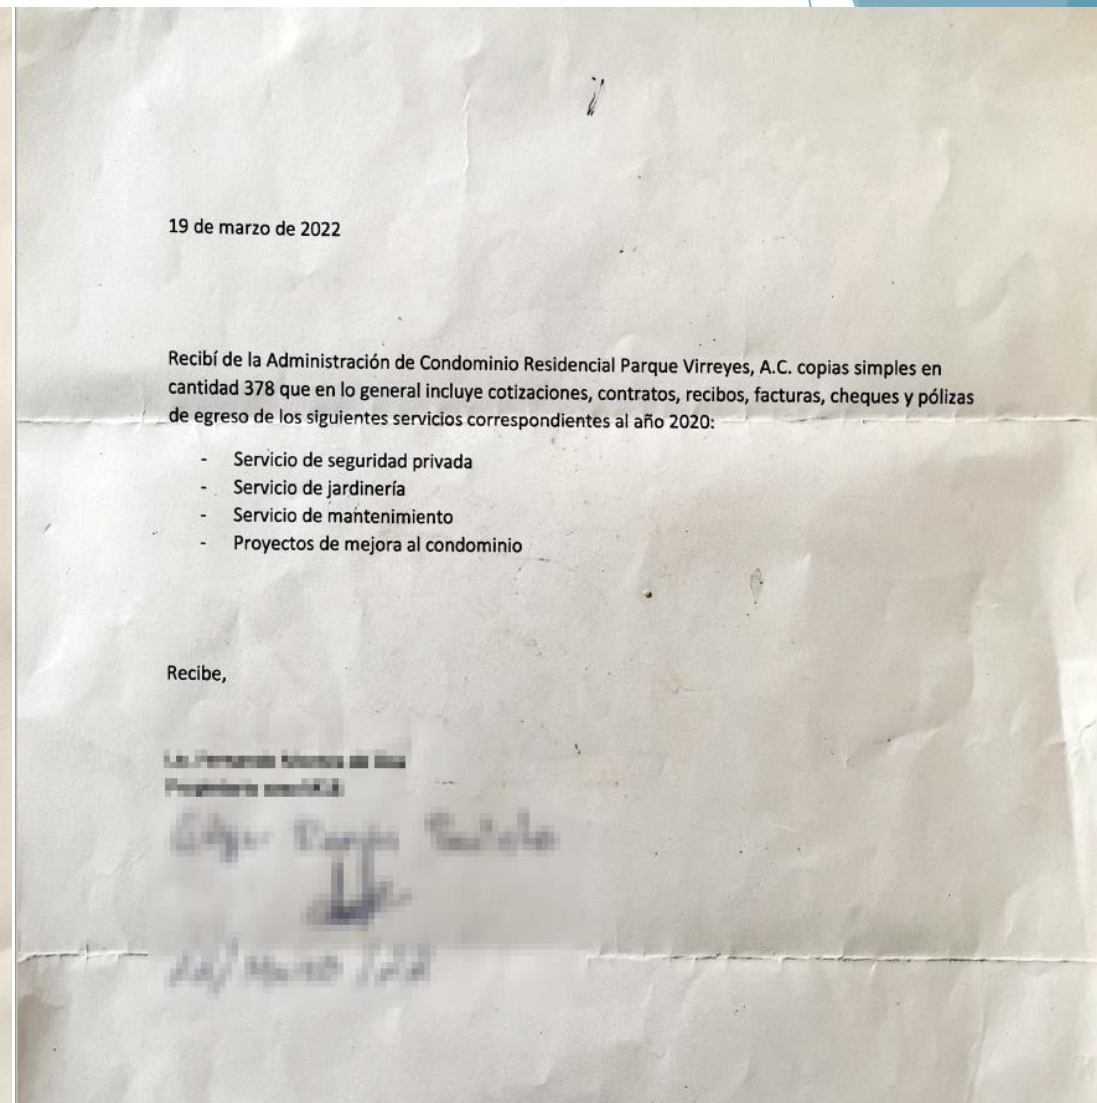 19 de marzo de 2022
Recibí de la Administración de Condominio Residencial Parque Virreyes, A.C. copias simples en
cantidad 378 que en lo general incluye cotizaciones, contratos, recibos, facturas, cheques y pólizas
de egreso de los siguientes servicios correspondientes al año 2020:
- Servicio de seguridad privada
- Servicio de jardinería
- Servicio de mantenimiento
- Proyectos de mejora al condominio
Recibe,